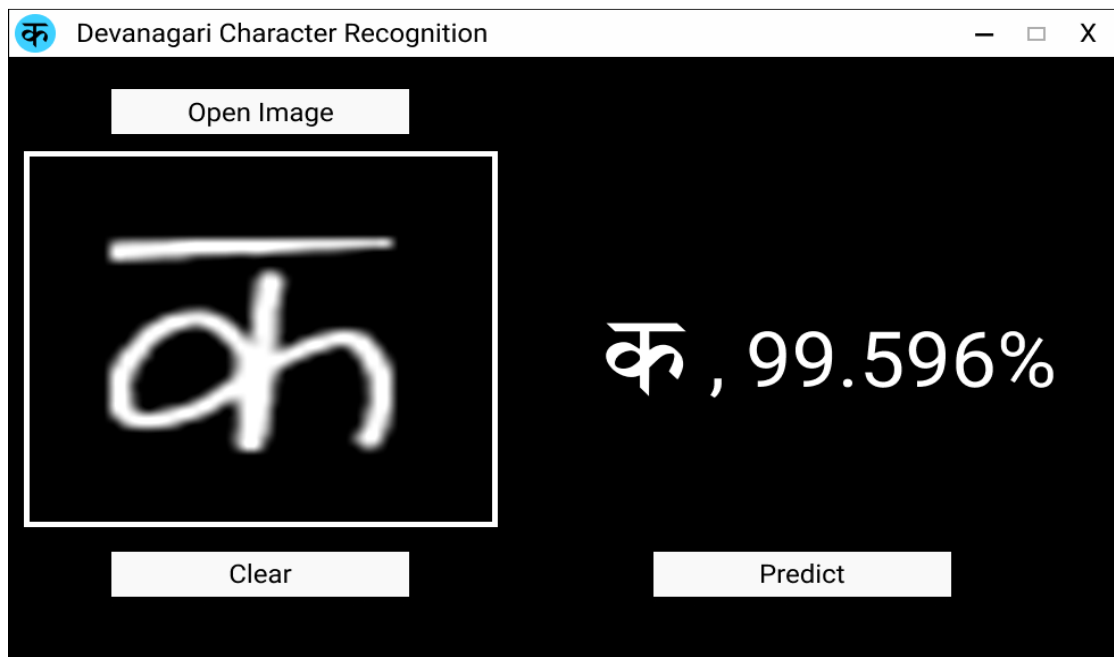 क Devanagari Character Recognition X
Open Image
क
क , 99.596%
Clear
Predict